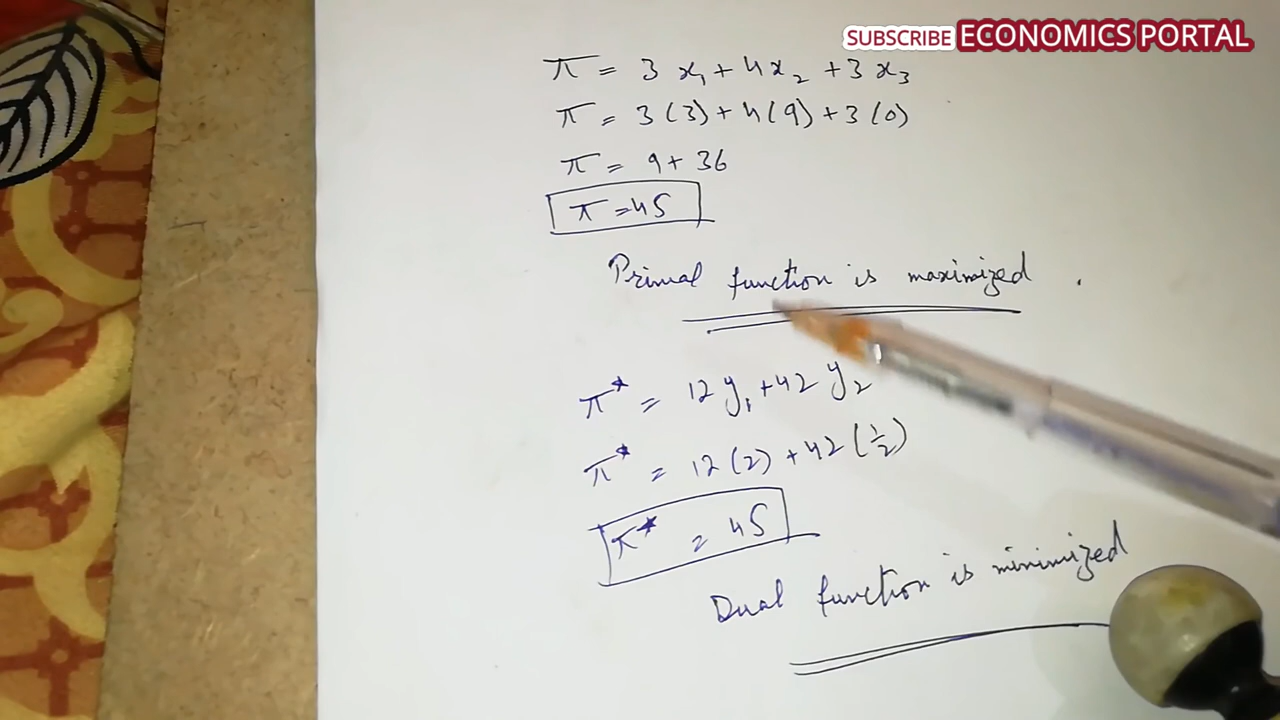 SUBSCRIBE ECONOMICS PORTAL
π = 3x₁ + 4x₂ + 3x₃
π = 3(3) + 4(9) + 3(0)
π = 9 + 36
π = 45
Primal function is maximized.
π* = 12y₁ + 42y₂
π* = 12(2) + 42(1/2)
π* = 45
Dual function is minimized